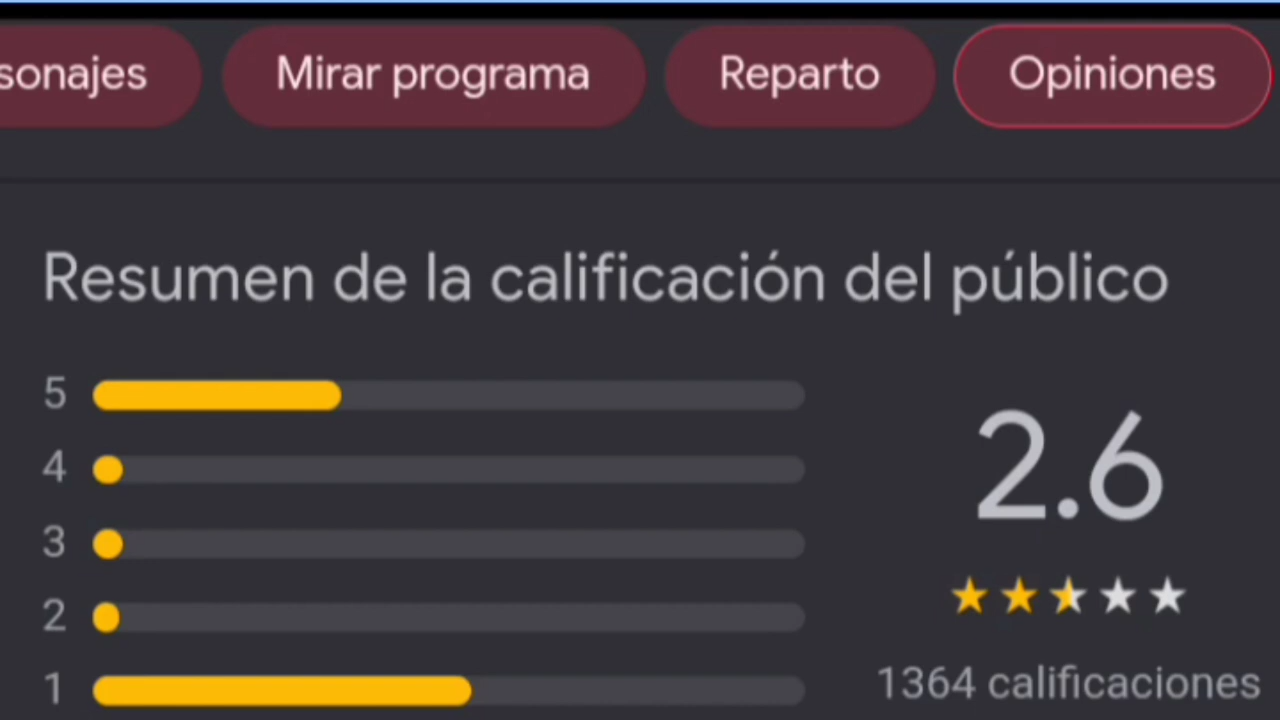 sonajes Mirar programa Reparto Opiniones
Resumen de la calificación del público
5
4
3
2
1
2.6
1364 calificaciones